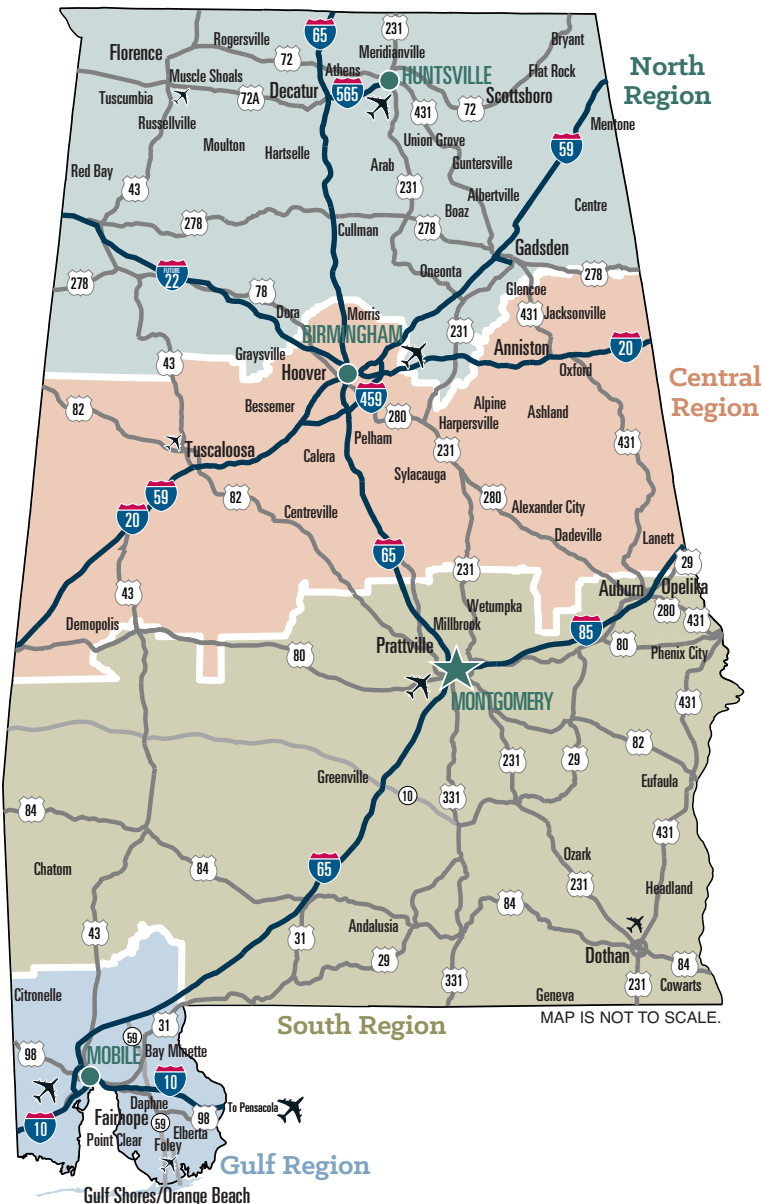 65
231
Rogersville
Bryant
Florence
Meridianville
72
Athens
HUNTSVILLE
Flat Rock
North
Region
Muscle Shoals
Tuscumbia
72A
Decatur
565
Scottsboro
431
72
Russellville
Mentone
Moulton
Hartselle
Union Grove
59
Arab
Guntersville
Red Bay
43
231
Albertville
Centre
Boaz
278
Cullman
278
Gadsden
FUTURE
22
278
Oneonta
278
78
Glencoe
Dora
Morris
431
Jacksonville
BIRMINGHAM
231
Graysville
Anniston
20
43
Hoover
Oxford
Central
Region
459
82
Bessemer
280
Alpine
Harpersville
Ashland
Pelham
431
Tuscaloosa
Calera
231
Sylacauga
59
82
280
20
Centreville
Alexander City
Dadeville
Lanett
65
29
231
43
Auburn
Opelika
Wetumpka
280
Demopolis
Millbrook
431
85
Prattville
80
80
Phenix City
MONTGOMERY
431
82
231
29
Greenville
Eufaula
10
331
84
431
Ozark
Chatom
84
65
231
Headland
84
43
Andalusia
31
Dothan
29
84
331
231
Cowarts
Citronelle
Geneva
MAP IS NOT TO SCALE.
South Region
31
59
98
MOBILE
Bay Minette
10
Daphne
To Pensacola
Fairhope
98
10
59
Point Clear
Elberta
Foley
Gulf Region
Gulf Shores/Orange Beach